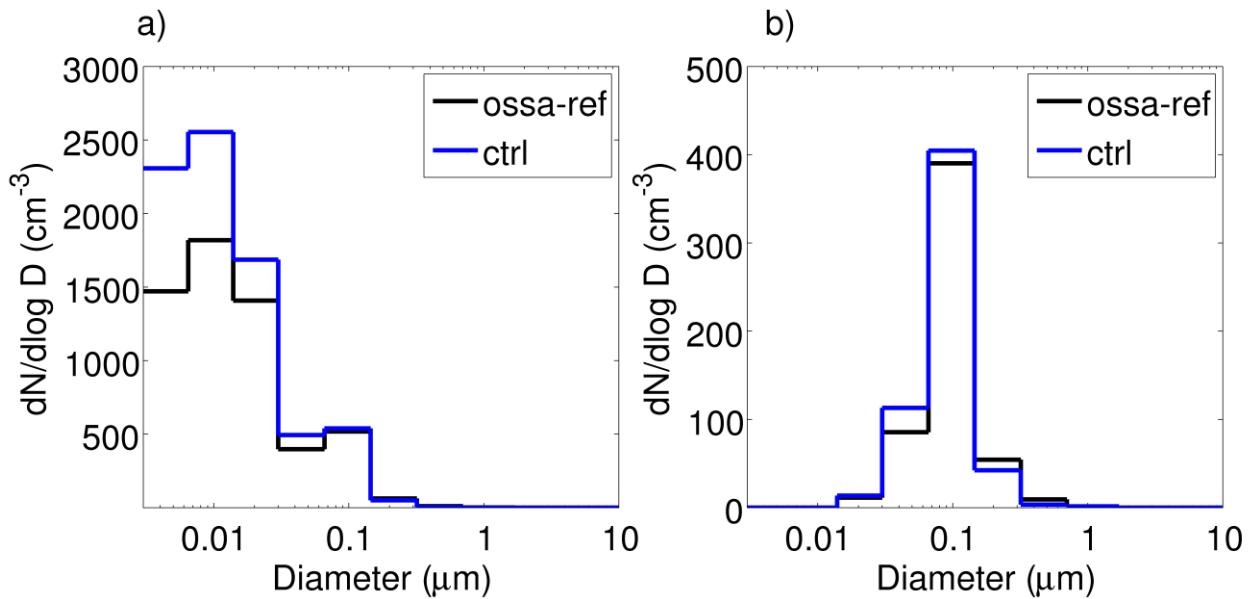 a)
dN/dlog D (cm⁻³)
3000
2500
2000
1500
1000
500
ossa-ref
ctrl
0.01
0.1
1
10
Diameter (μm)
b)
dN/dlog D (cm⁻³)
500
400
300
200
100
0
ossa-ref
ctrl
0.01
0.1
1
10
Diameter (μm)